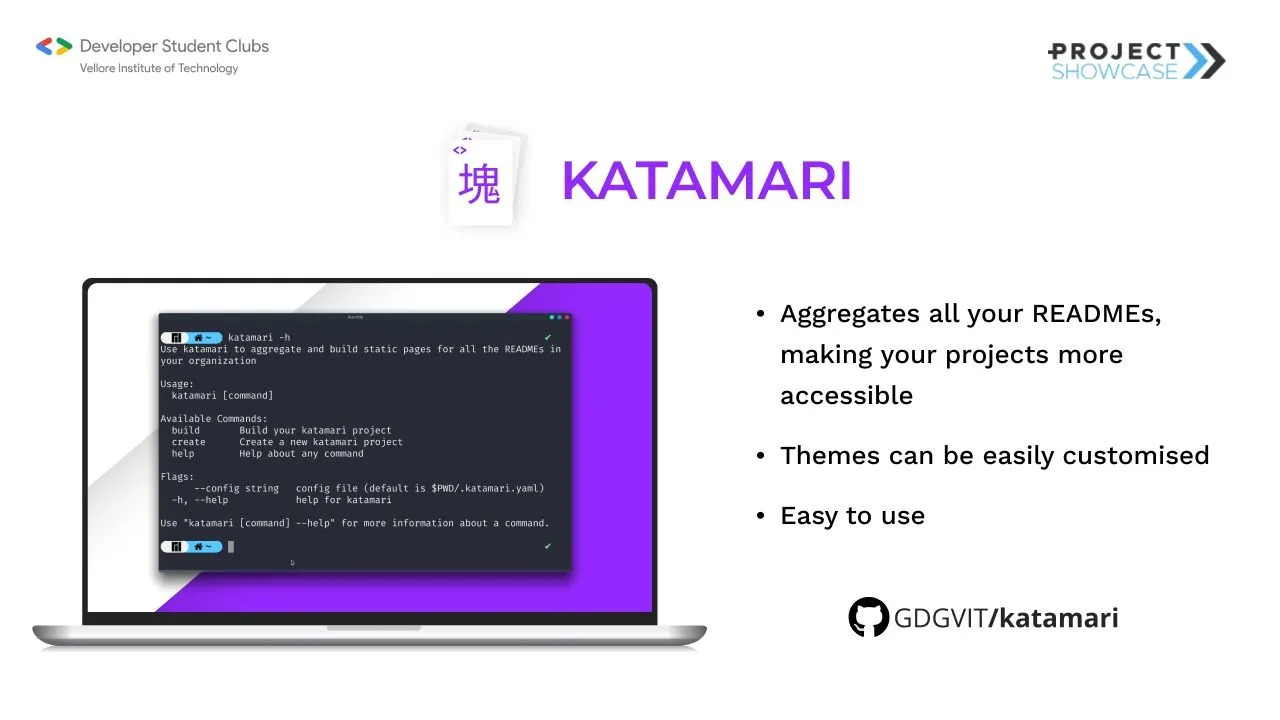 Developer Student Clubs
Vellore Institute of Technology
PROJECT
SHOWCASE
<>
塊
KATAMARI
~ katamari -h ✔
Use katamari to aggregate and build static pages for all the READMEs in
your organization
Usage:
katamari [command]
Available Commands:
build Build your katamari project
create Create a new katamari project
help Help about any command
Flags:
--config string config file (default is $PWD/.katamari.yaml)
-h, --help help for katamari
Use "katamari [command] --help" for more information about a command.
~ ✔
• Aggregates all your READMEs,
making your projects more
accessible
• Themes can be easily customised
• Easy to use
GDGVIT/katamari